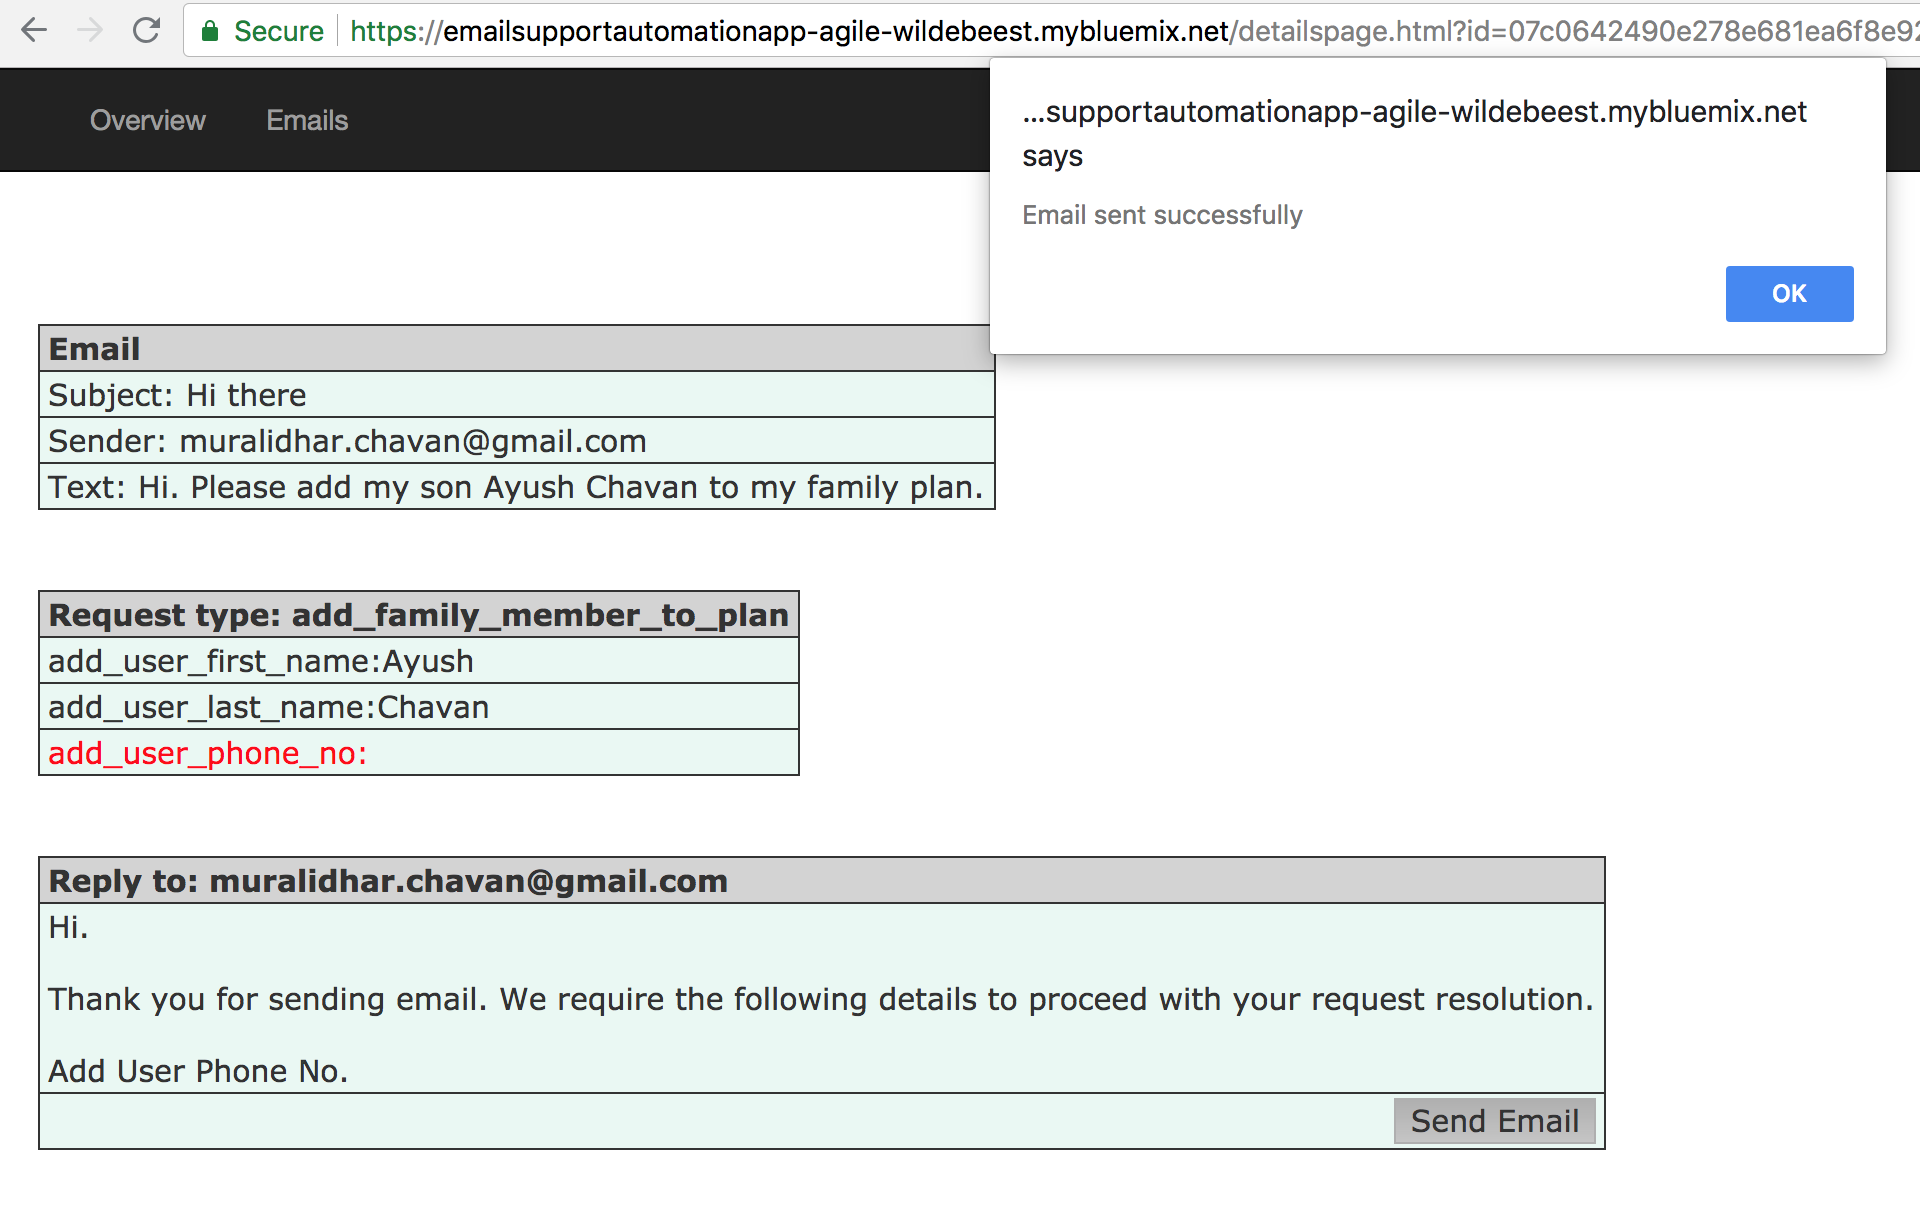 Secure https://emailsupportautomationapp-agile-wildebeest.mybluemix.net/detailspage.html?id=07c0642490e278e681ea6f8e92
Overview Emails
...supportautomationapp-agile-wildebeest.mybluemix.net
says
Email sent successfully
OK
Email
Subject: Hi there
Sender: muralidhar.chavan@gmail.com
Text: Hi. Please add my son Ayush Chavan to my family plan.
Request type: add_family_member_to_plan
add_user_first_name:Ayush
add_user_last_name:Chavan
add_user_phone_no:
Reply to: muralidhar.chavan@gmail.com
Hi.
Thank you for sending email. We require the following details to proceed with your request resolution.
Add User Phone No.
Send Email